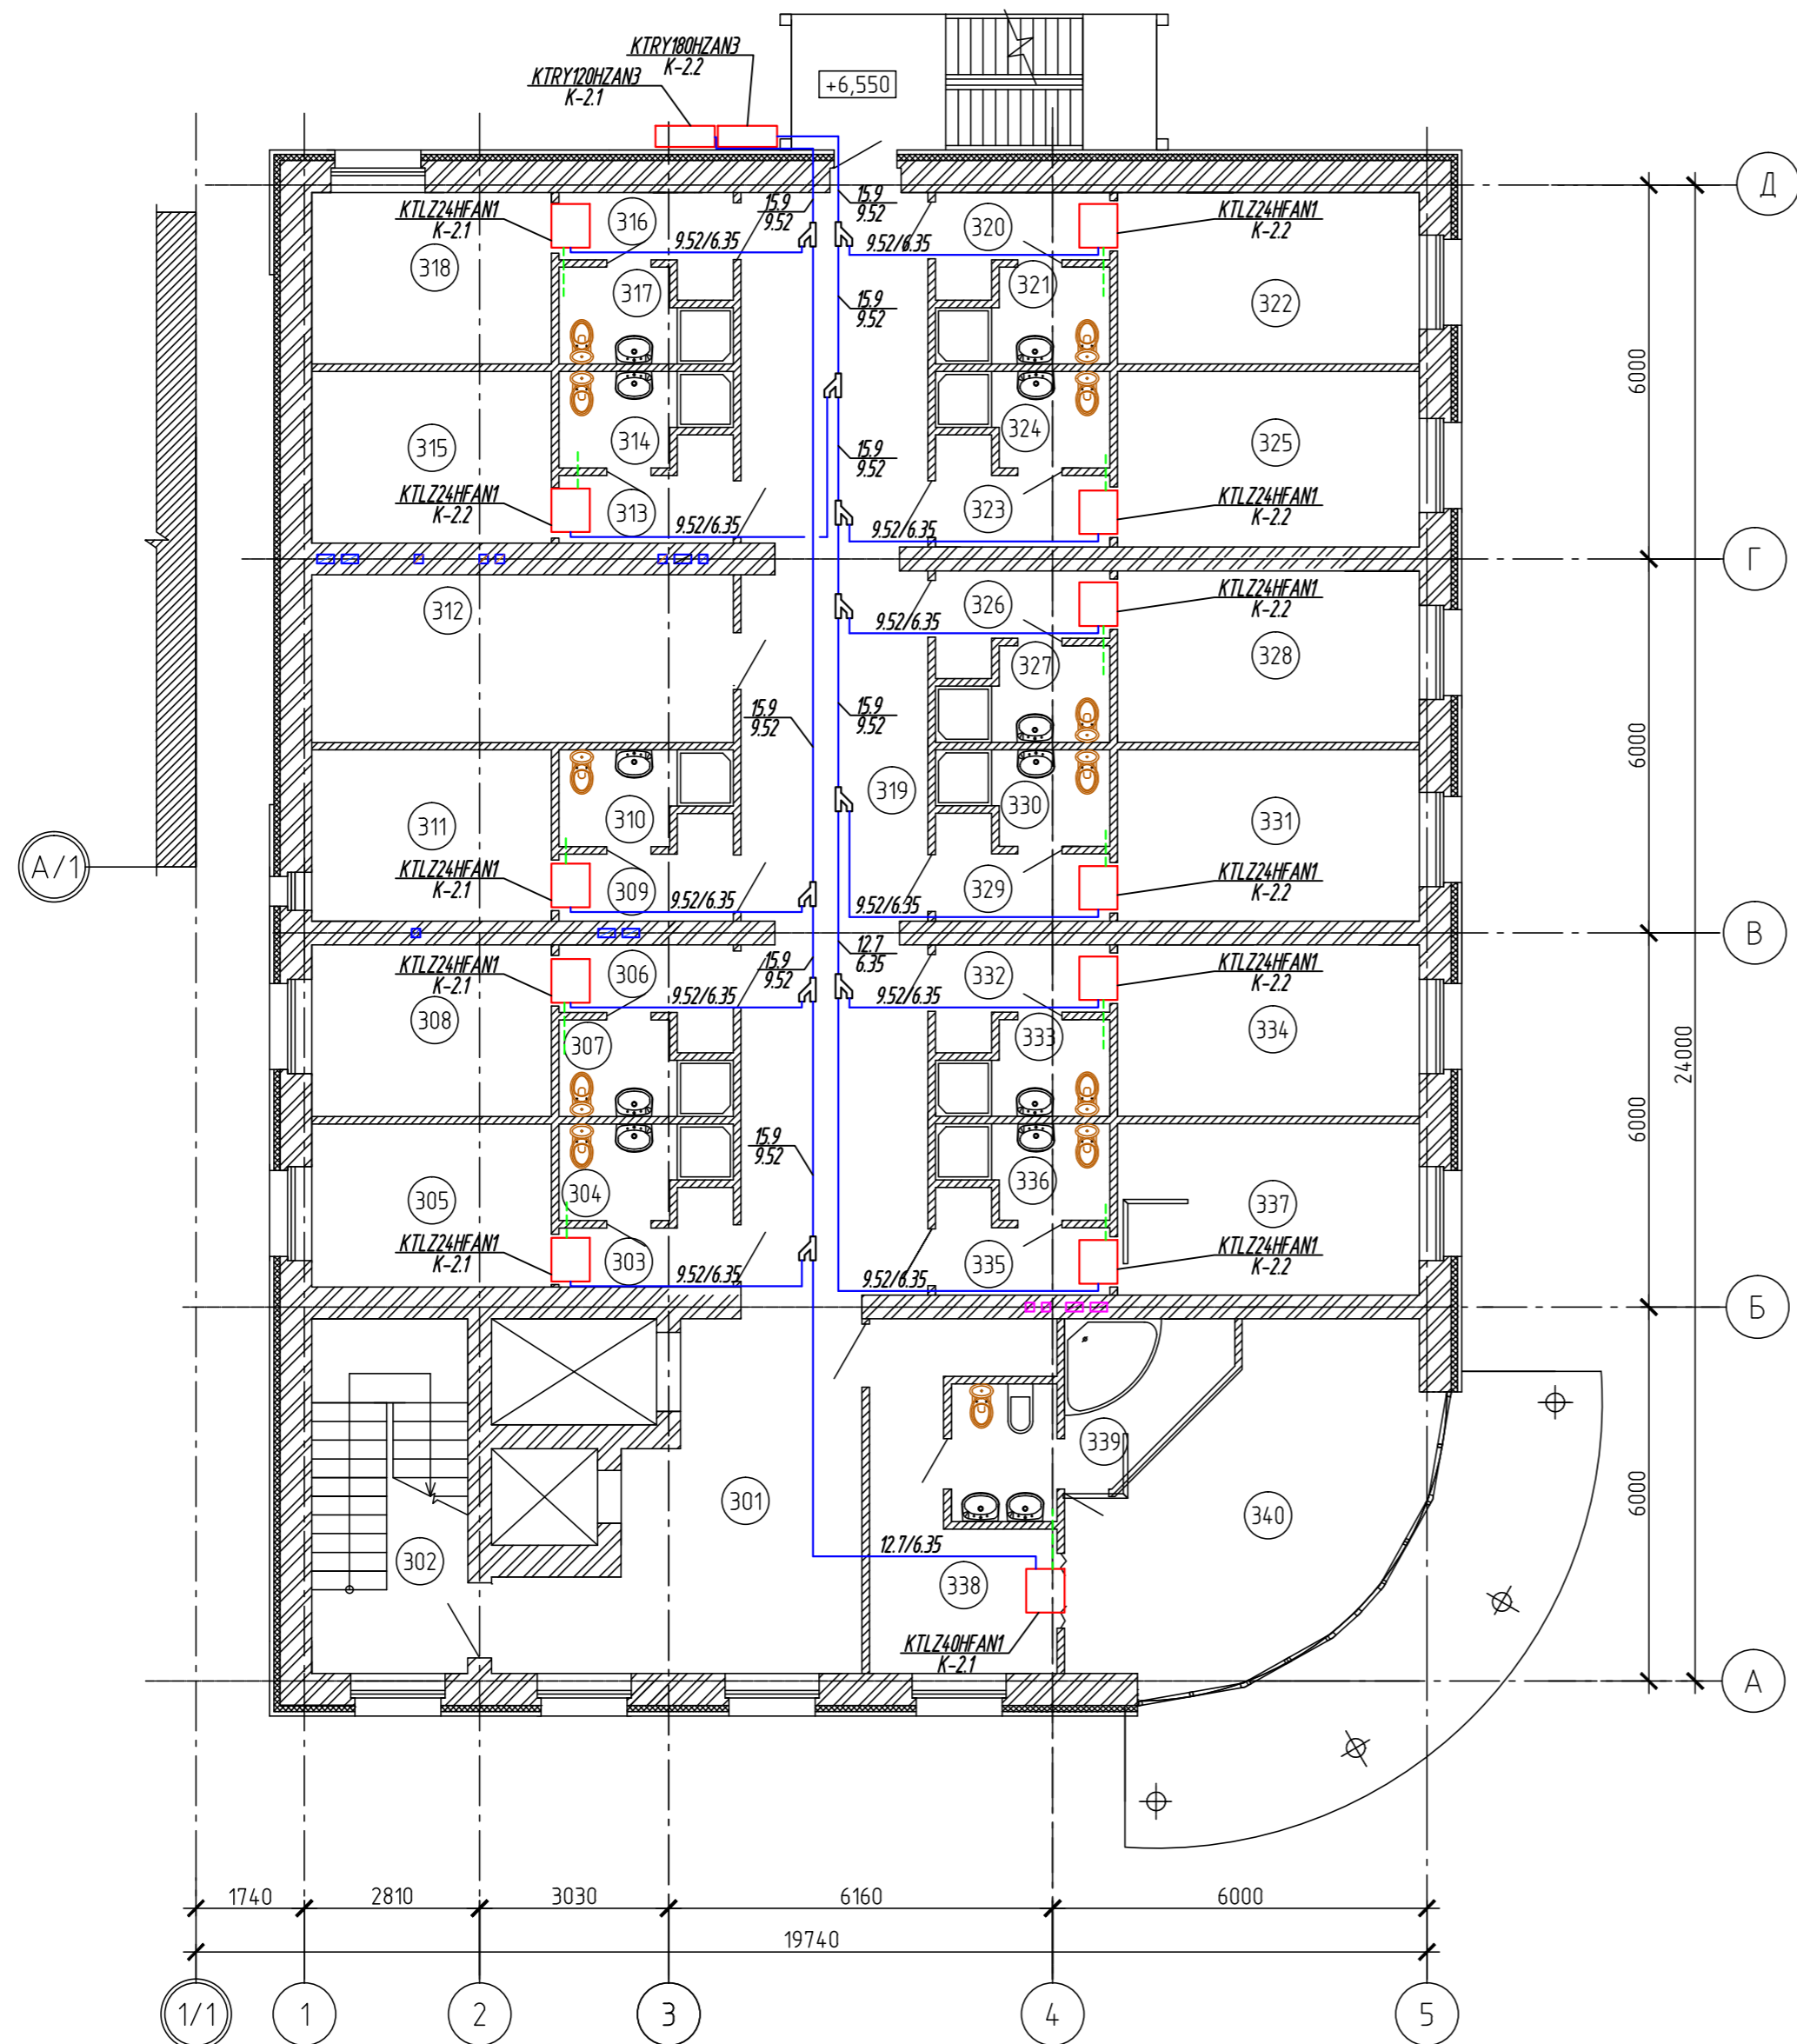 KTRY180HZAN3
K-2.2
KTRY120HZAN3
K-2.1
+6,550
Д
15.9
9.52
15.9
9.52
KTLZ24HFAN1
K-2.1
316
320
KTLZ24HFAN1
K-2.2
9.52/6.35
9.52/6.35
318
317
321
322
15.9
9.52
6000
315
314
15.9
9.52
324
325
KTLZ24HFAN1
K-2.2
313
9.52/6.35
9.52/6.35
323
KTLZ24HFAN1
K-2.2
Г
312
9.52/6.35
326
KTLZ24HFAN1
K-2.2
327
328
15.9
9.52
15.9
9.52
6000
319
311
310
330
331
А/1
KTLZ24HFAN1
K-2.1
309
9.52/6.35
9.52/6.35
329
KTLZ24HFAN1
K-2.2
В
12.7
6.35
15.9
9.52
KTLZ24HFAN1
K-2.1
306
9.52/6.35
9.52/6.35
332
KTLZ24HFAN1
K-2.2
308
307
333
334
24000
15.9
9.52
6000
305
304
336
337
KTLZ24HFAN1
K-2.1
303
9.52/6.35
9.52/6.35
335
KTLZ24HFAN1
K-2.2
Б
339
301
340
6000
302
12.7/6.35
338
KTLZ40HFAN1
K-2.1
А
1740
2810
3030
6160
6000
19740
1/1
1
2
3
4
5